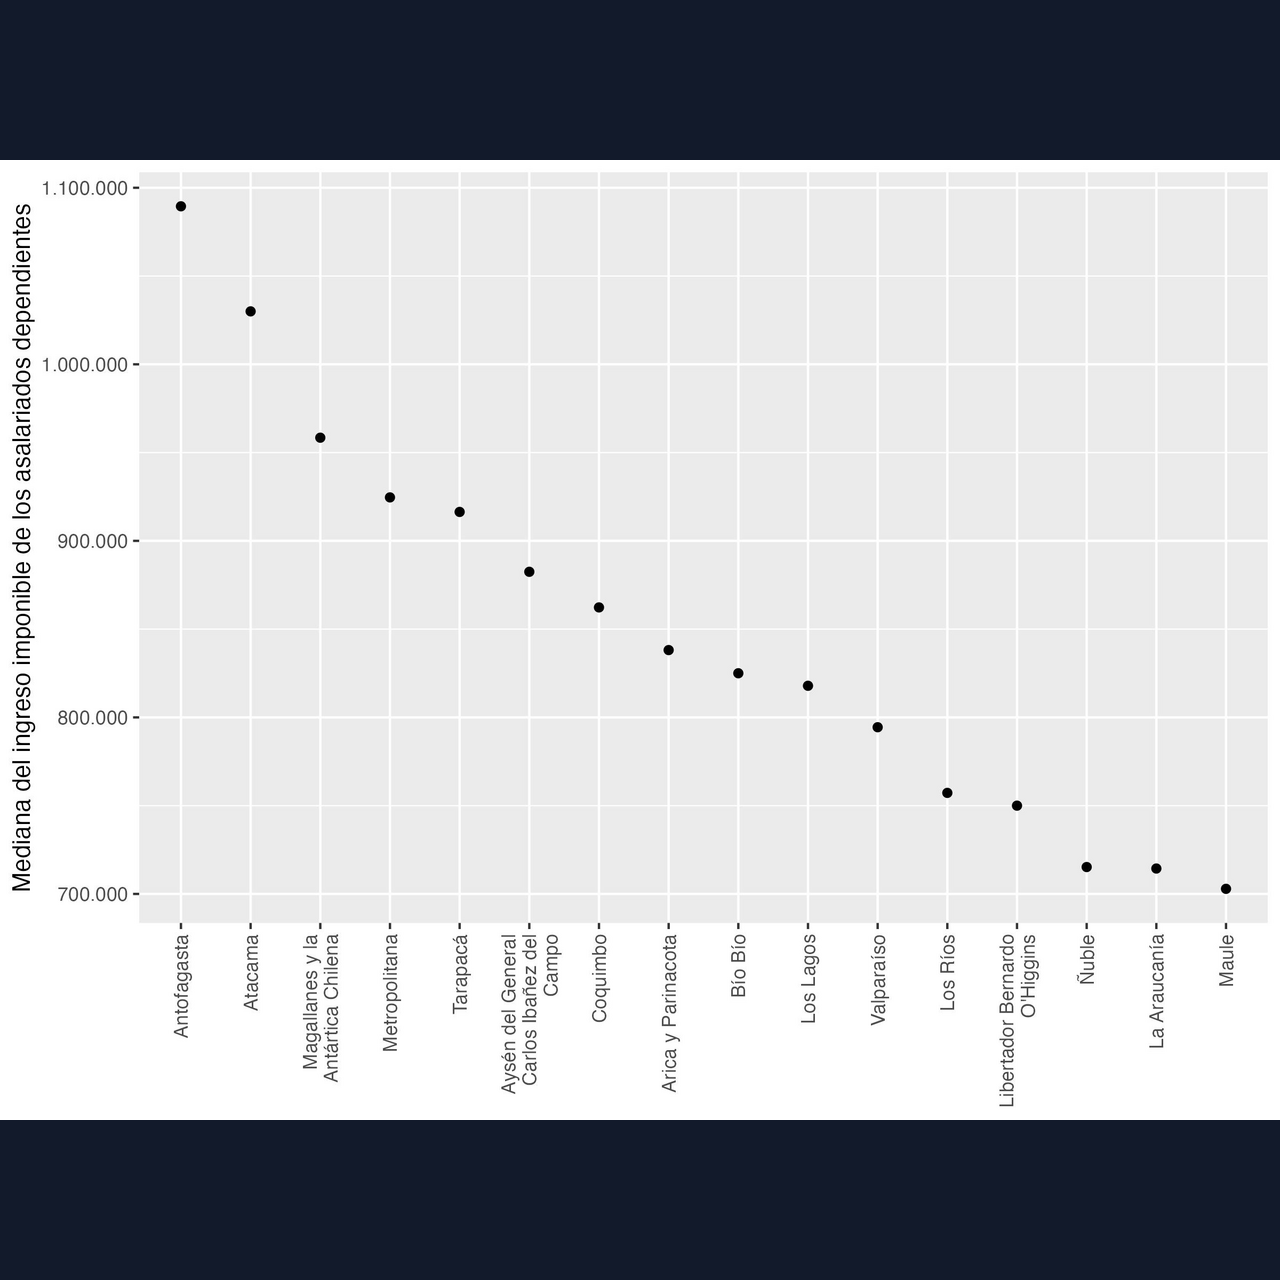 Mediana del ingreso imponible de los asalariados dependientes
1.100.000
1.000.000
900.000
800.000
700.000
Antofagasta
Atacama
Magallanes y la
Antártica Chilena
Metropolitana
Tarapacá
Aysén del General
Carlos Ibañez del
Campo
Coquimbo
Arica y Parinacota
Bío Bío
Los Lagos
Valparaíso
Los Ríos
Libertador Bernardo
O'Higgins
Ñuble
La Araucanía
Maule